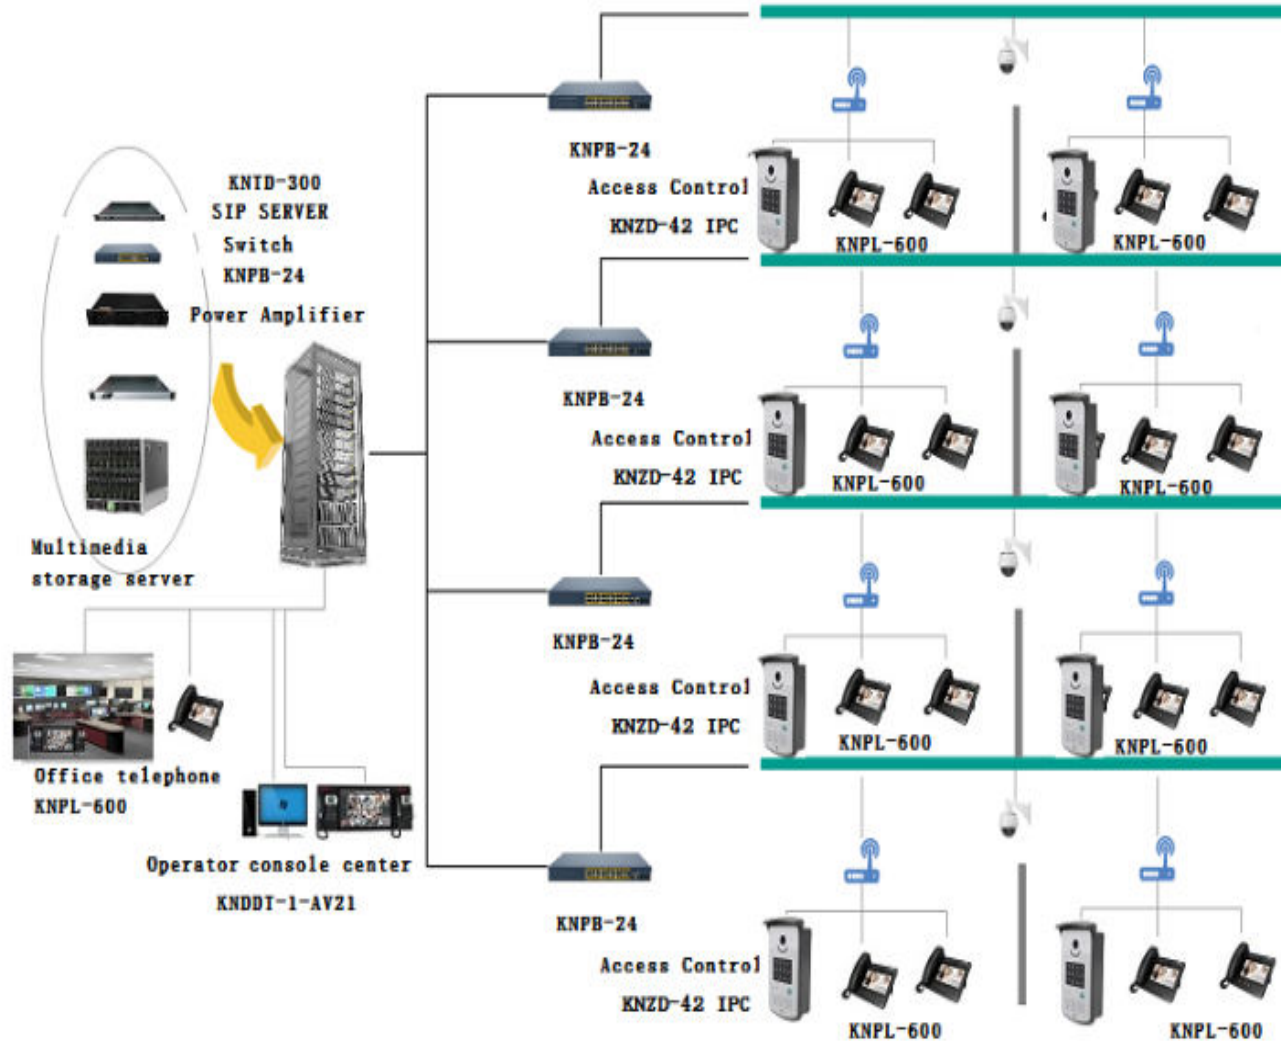 KNTD-300
SIP SERVER
Switch
KNPB-24
Power Amplifier
Multimedia
storage server
Office telephone
KNPL-600
Operator console center
KNDDT-1-AV21
KNPB-24
Access Control
KNZD-42 IPC
KNPL-600
KNPL-600
KNPB-24
Access Control
KNZD-42 IPC
KNPL-600
KNPL-600
KNPB-24
Access Control
KNZD-42 IPC
KNPL-600
KNPL-600
KNPB-24
Access Control
KNZD-42 IPC
KNPL-600
KNPL-600